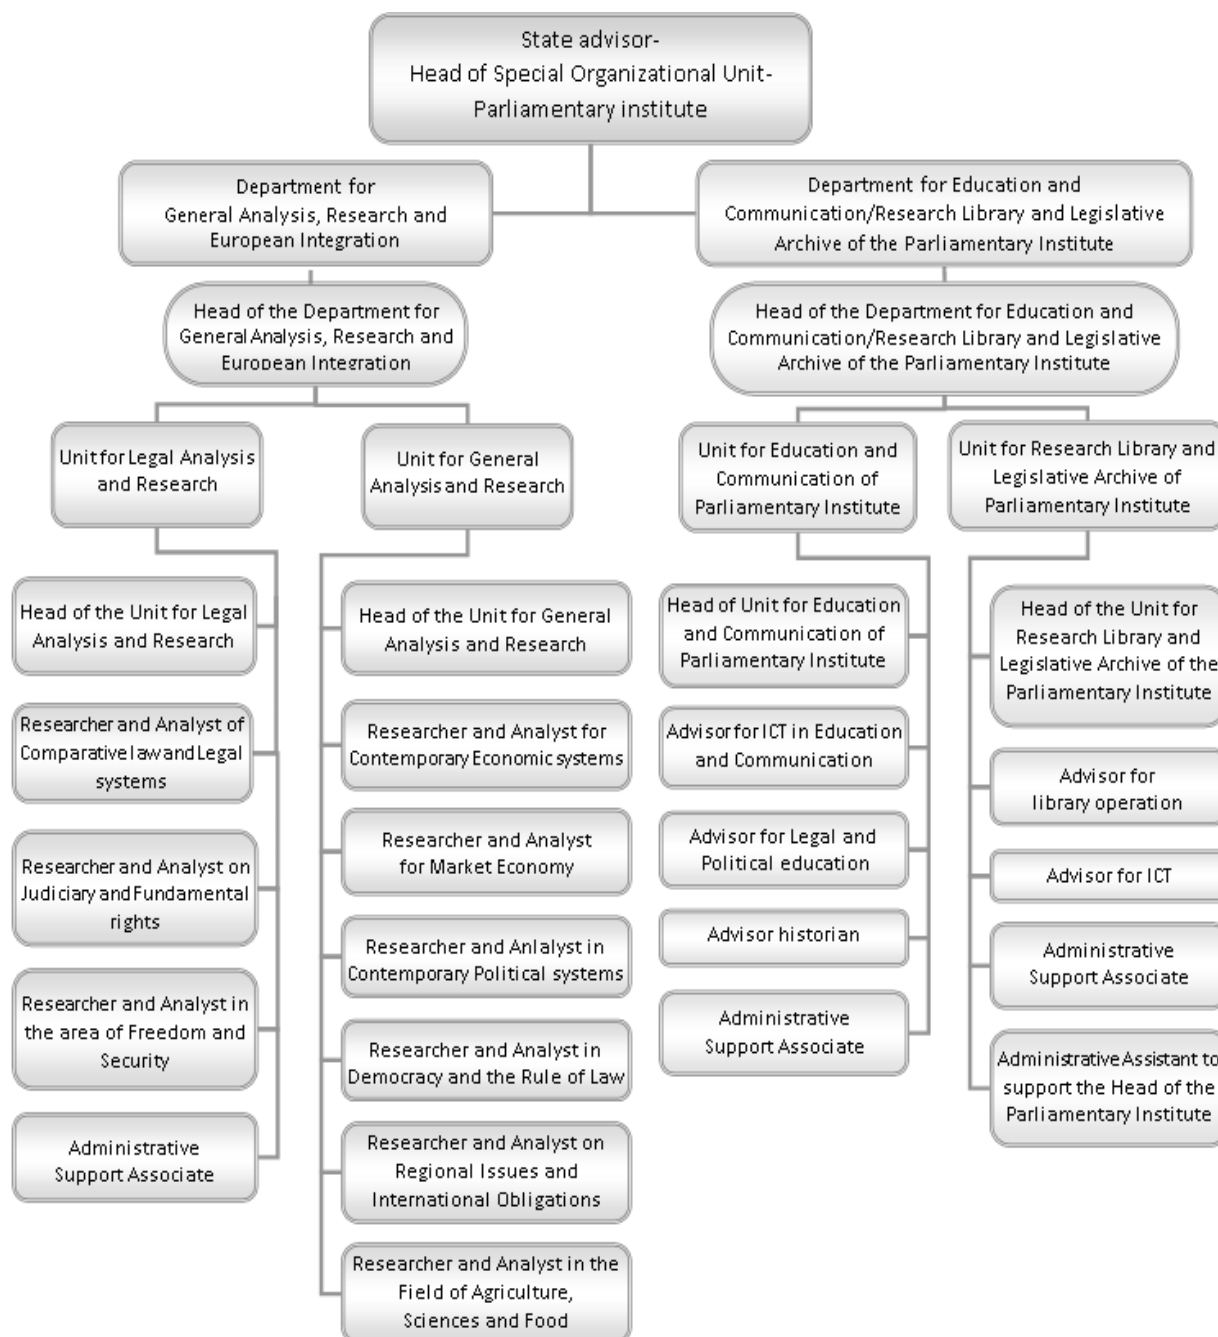 State advisor-
Head of Special Organizational Unit-
Parliamentary institute
Department for
General Analysis, Research and
European Integration
Department for Education and
Communication/Research Library and Legislative
Archive of the Parliamentary Institute
Head of the Department for
General Analysis, Research and
European Integration
Head of the Department for Education and
Communication/Research Library and Legislative
Archive of the Parliamentary Institute
Unit for Legal Analysis
and Research
Unit for General
Analysis and Research
Unit for Education and
Communication of
Parliamentary Institute
Unit for Research Library and
Legislative Archive of
Parliamentary Institute
Head of the Unit for Legal
Analysis and Research
Researcher and Analyst of
Comparative law and Legal
systems
Researcher and Analyst on
Judiciary and Fundamental
rights
Researcher and Analyst in
the area of Freedom and
Security
Administrative
Support Associate
Head of the Unit for General
Analysis and Research
Researcher and Analyst for
Contemporary Economic systems
Researcher and Analyst
for Market Economy
Researcher and Anlalyst in
Contemporary Political systems
Researcher and Analyst in
Democracy and the Rule of Law
Researcher and Analyst on
Regional Issues and
International Obligations
Researcher and Analyst in the
Field of Agriculture,
Sciences and Food
Head of Unit for Education
and Communication of
Parliamentary Institute
Advisor for ICT in Education
and Communication
Advisor for Legal and
Political education
Advisor historian
Administrative
Support Associate
Head of the Unit for
Research Library and
Legislative Archive of the
Parliamentary Institute
Advisor for
library operation
Advisor for ICT
Administrative
Support Associate
Administrative Assistant to
support the Head of the
Parliamentary Institute